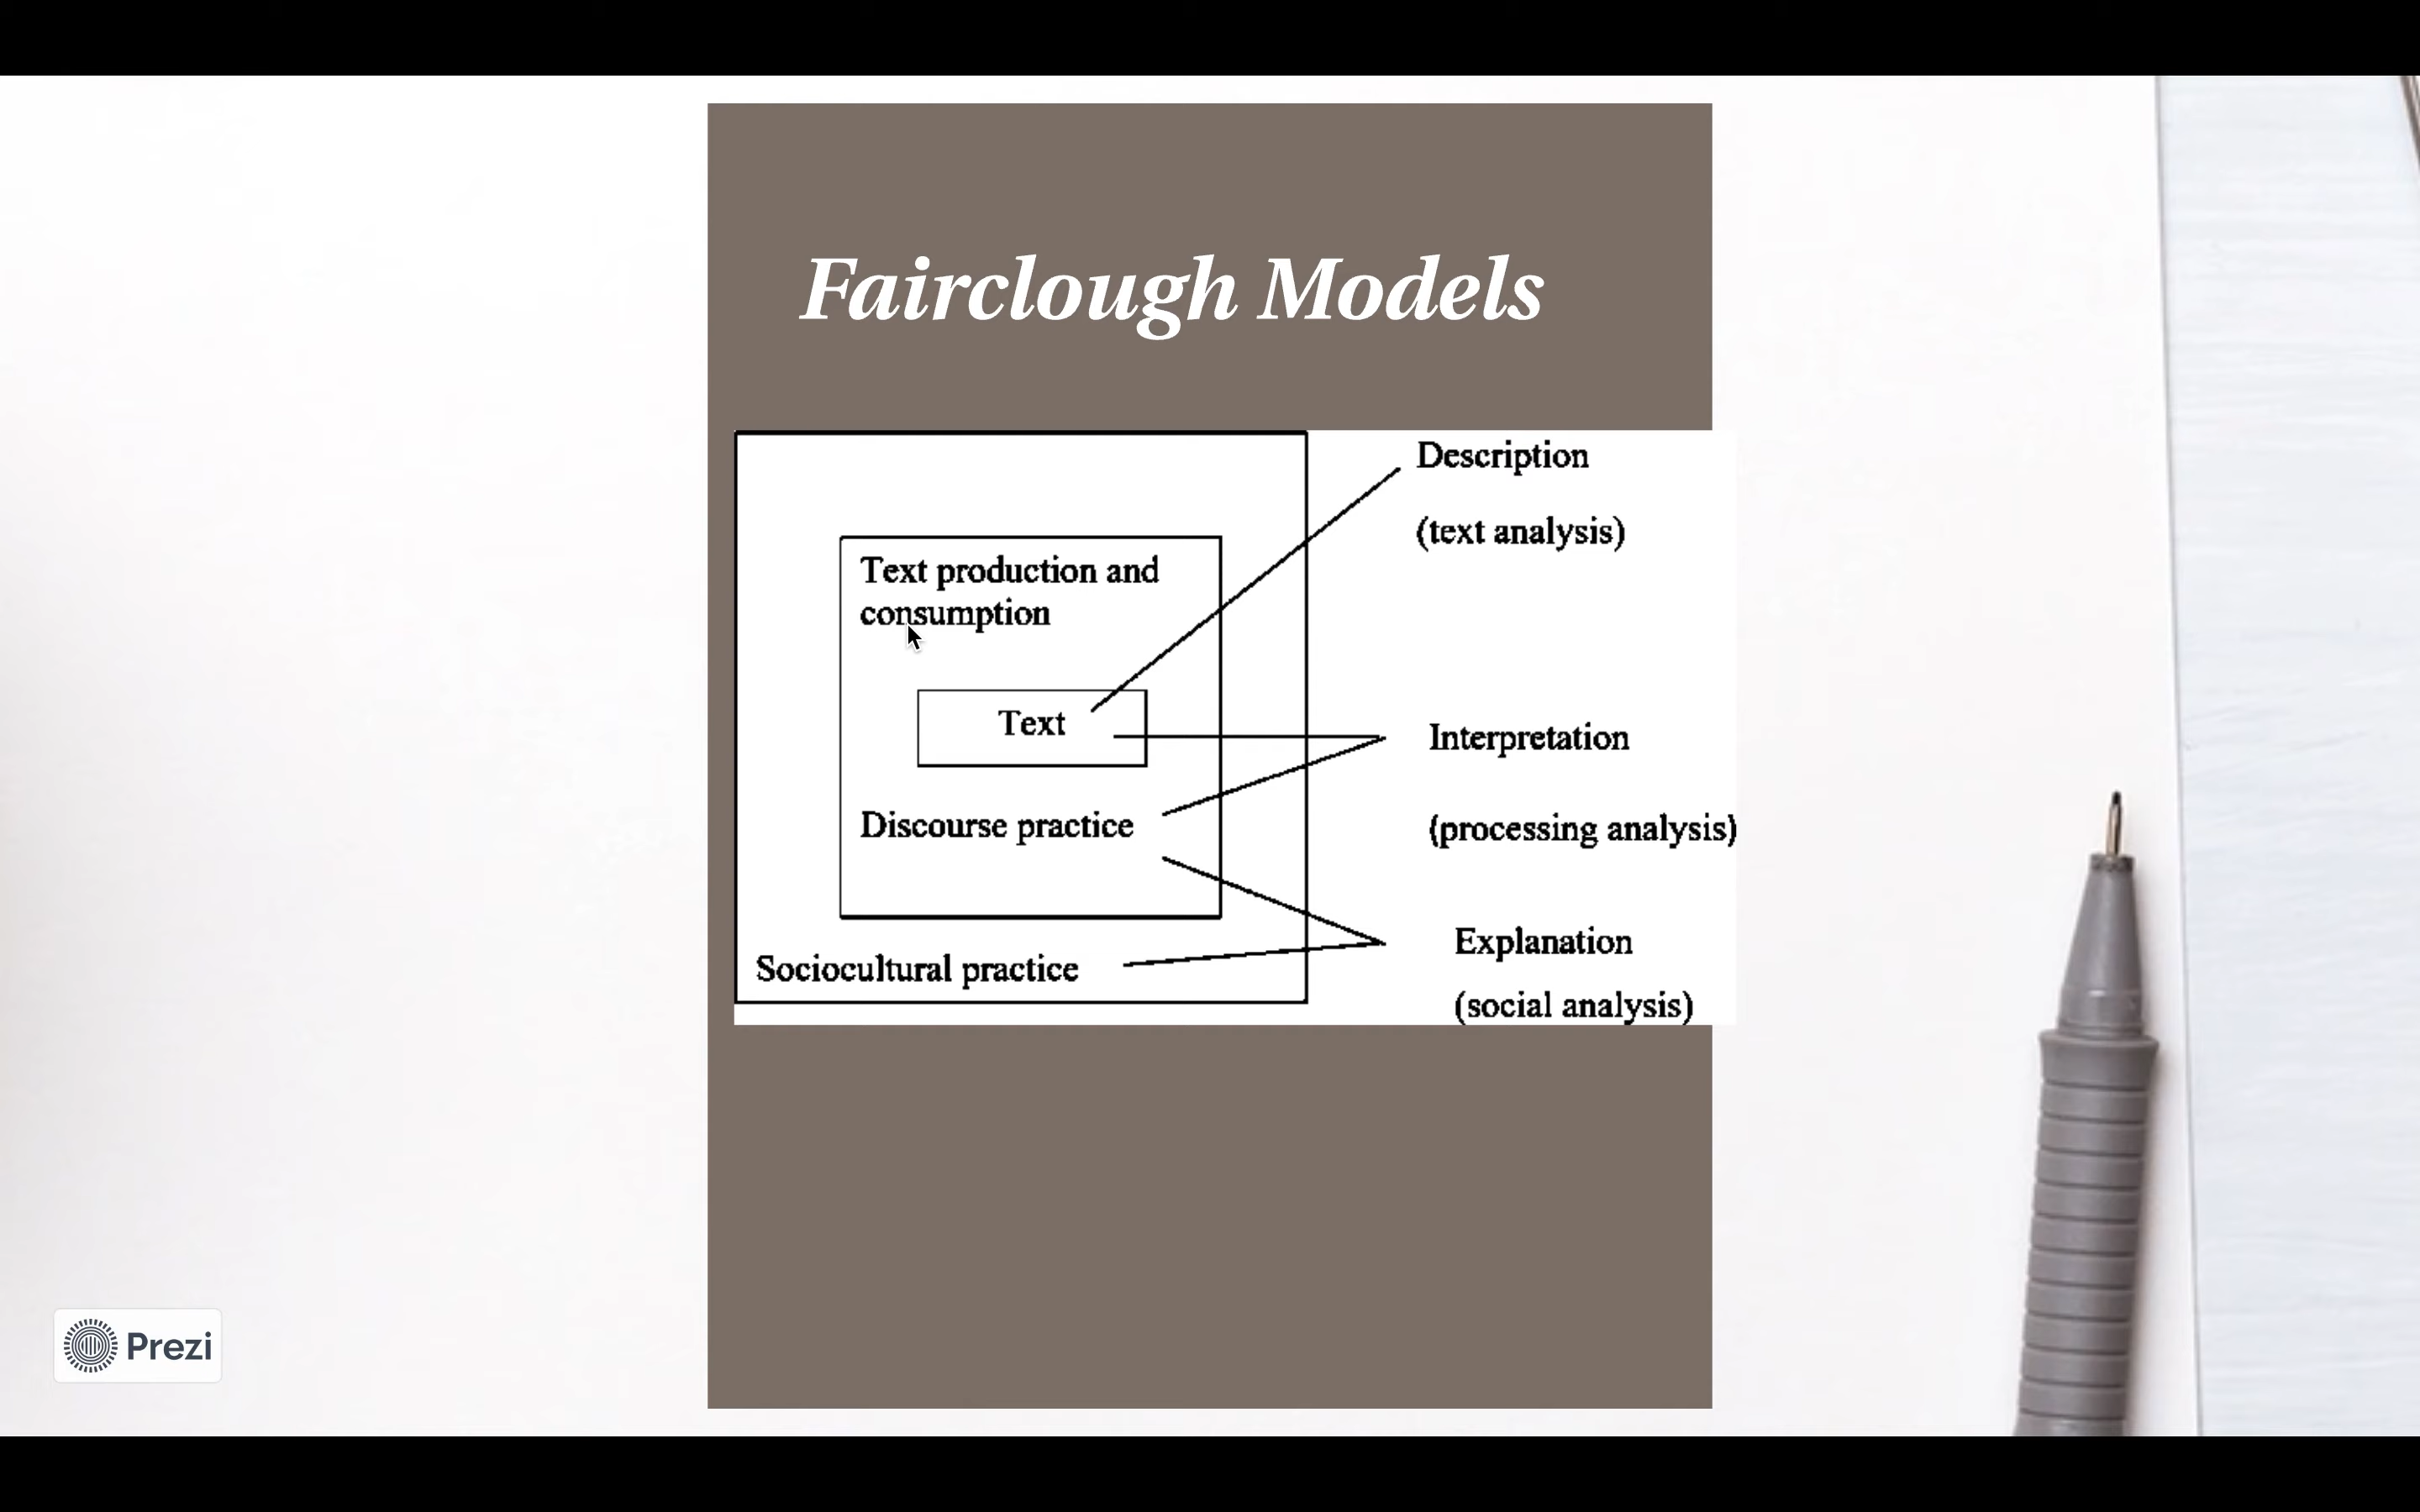 Fairclough Models
Description
(text analysis)
Text production and
consumption
Text
Interpretation
Discourse practice
(processing analysis)
Explanation
Sociocultural practice
(social analysis)
Prezi